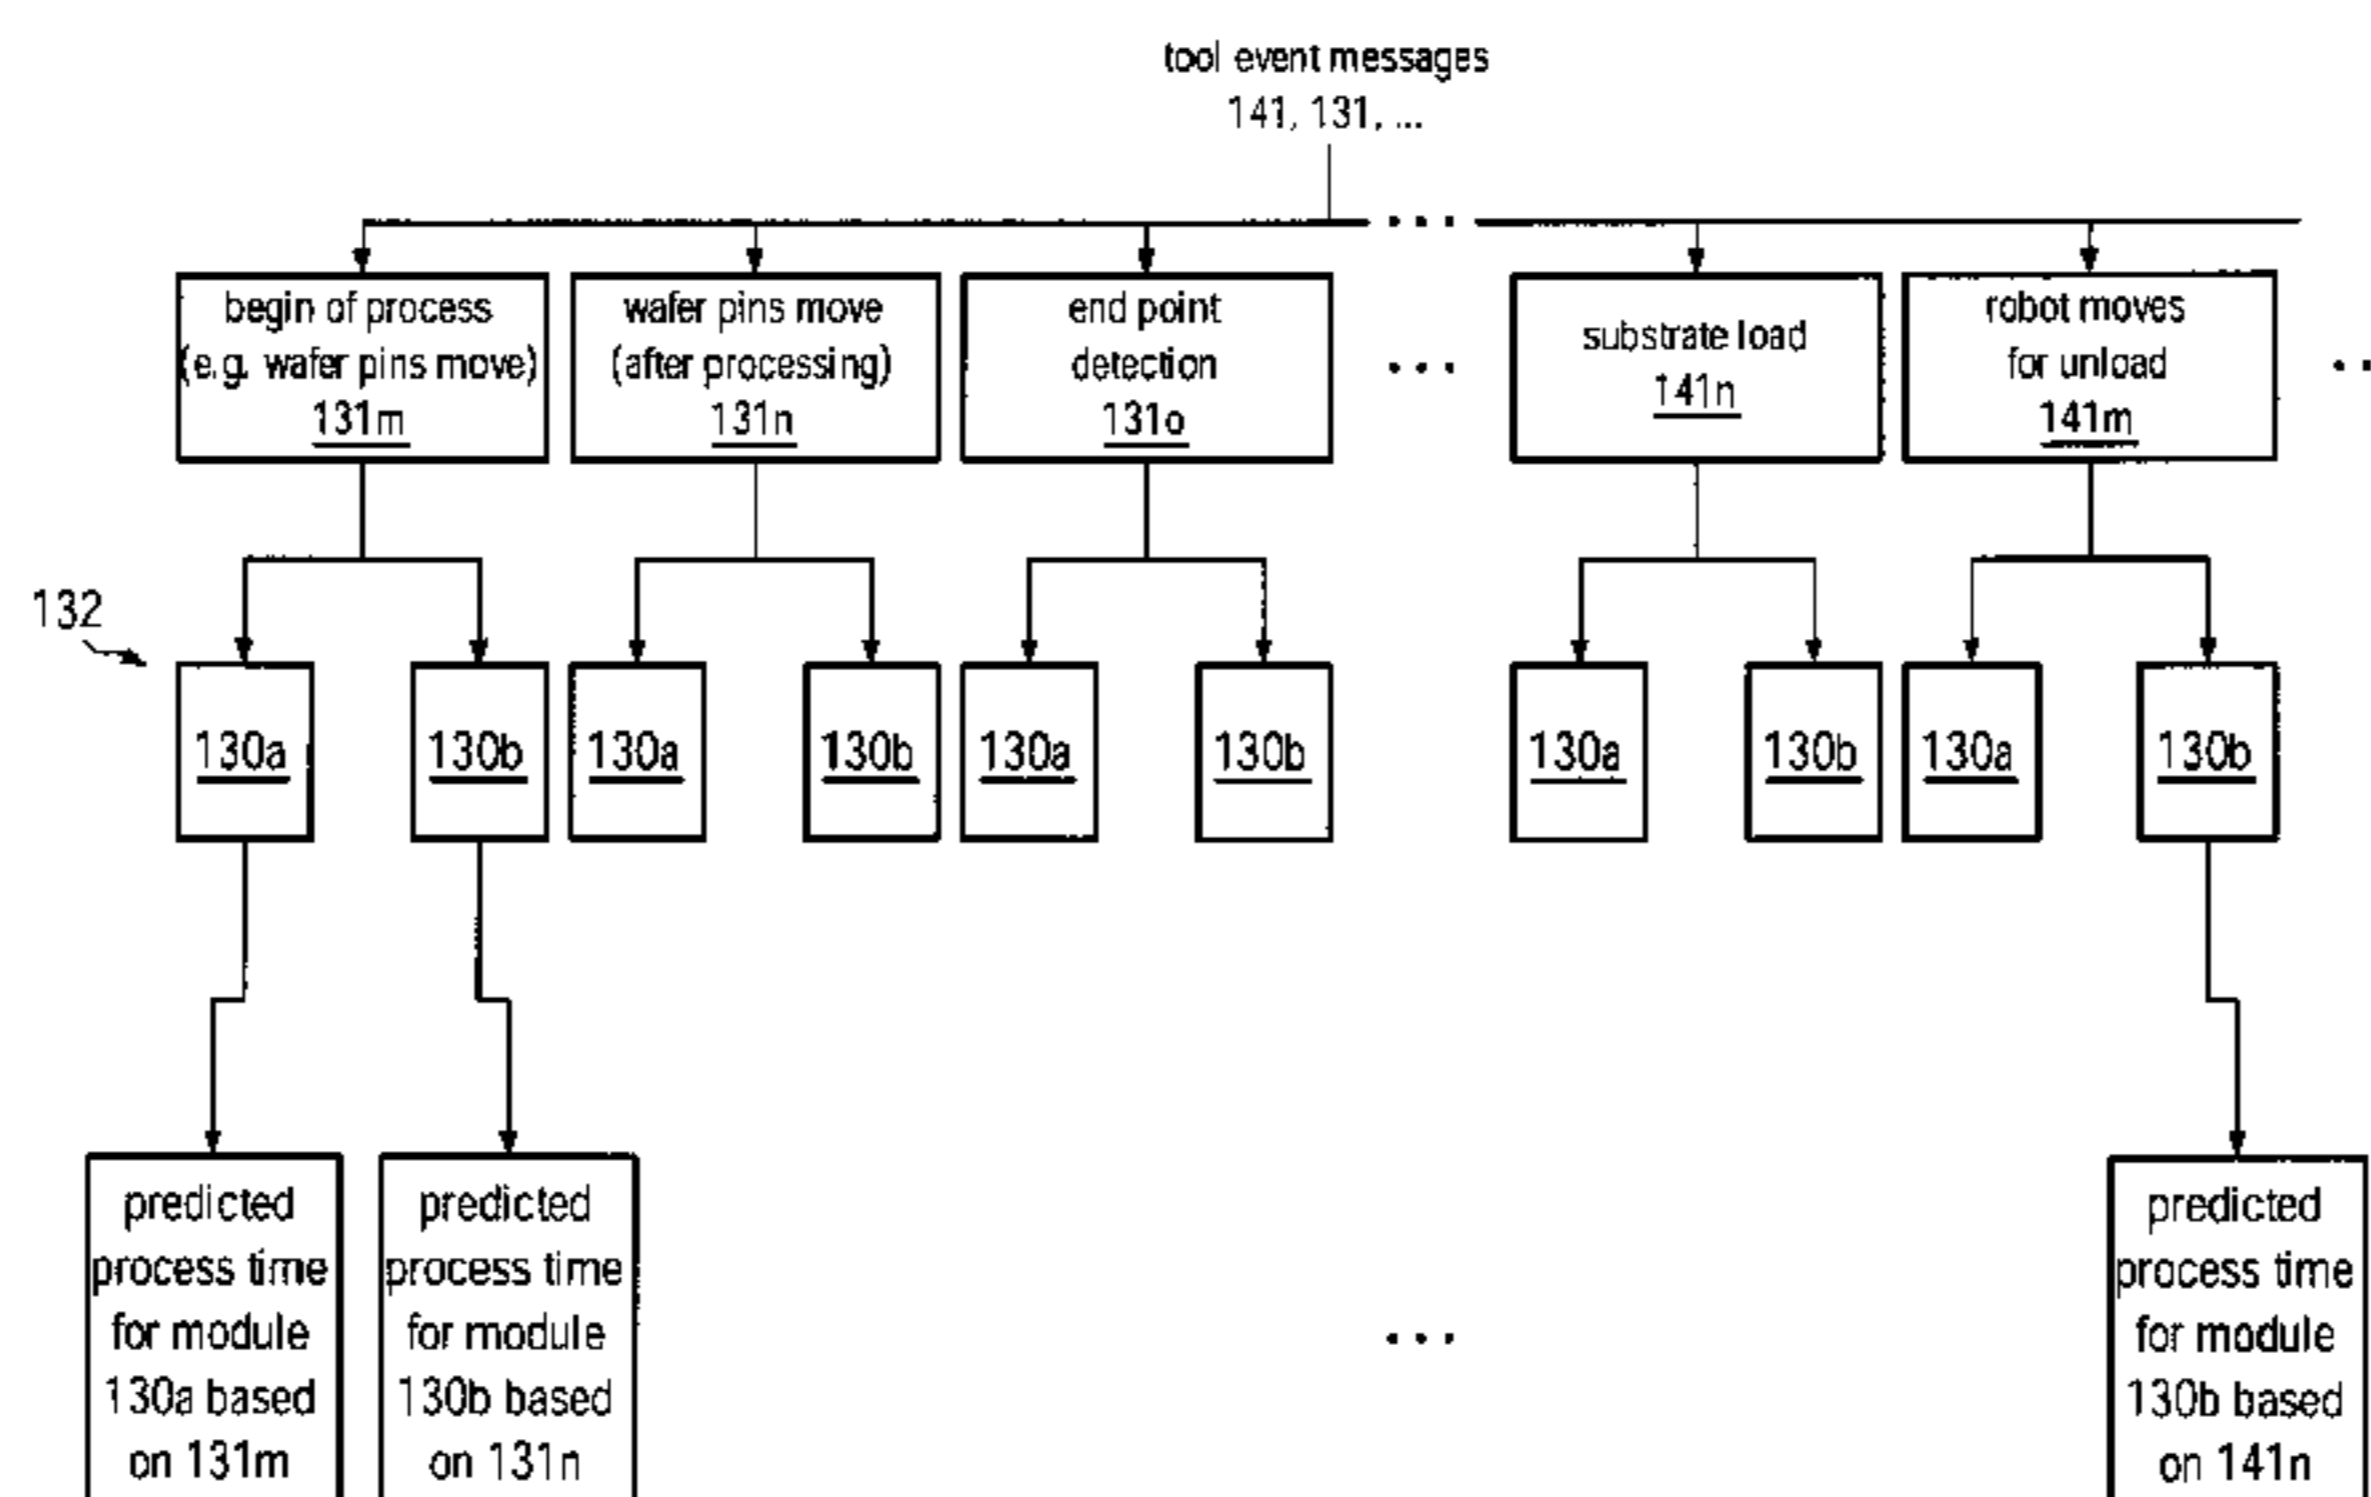 tool event messages
141, 131, ...
...
begin of process
(e.g. wafer pins move)
131m
wafer pins move
(after processing)
131n
end point
detection
131o
...
substrate load
141n
robot moves
for unload
141m
132
130a
130b
130a
130b
130a
130b
130a
130b
130a
130b
predicted
process time
for module
130a based
on 131m
predicted
process time
for module
130b based
on 131n
...
predicted
process time
for module
130b based
on 141n